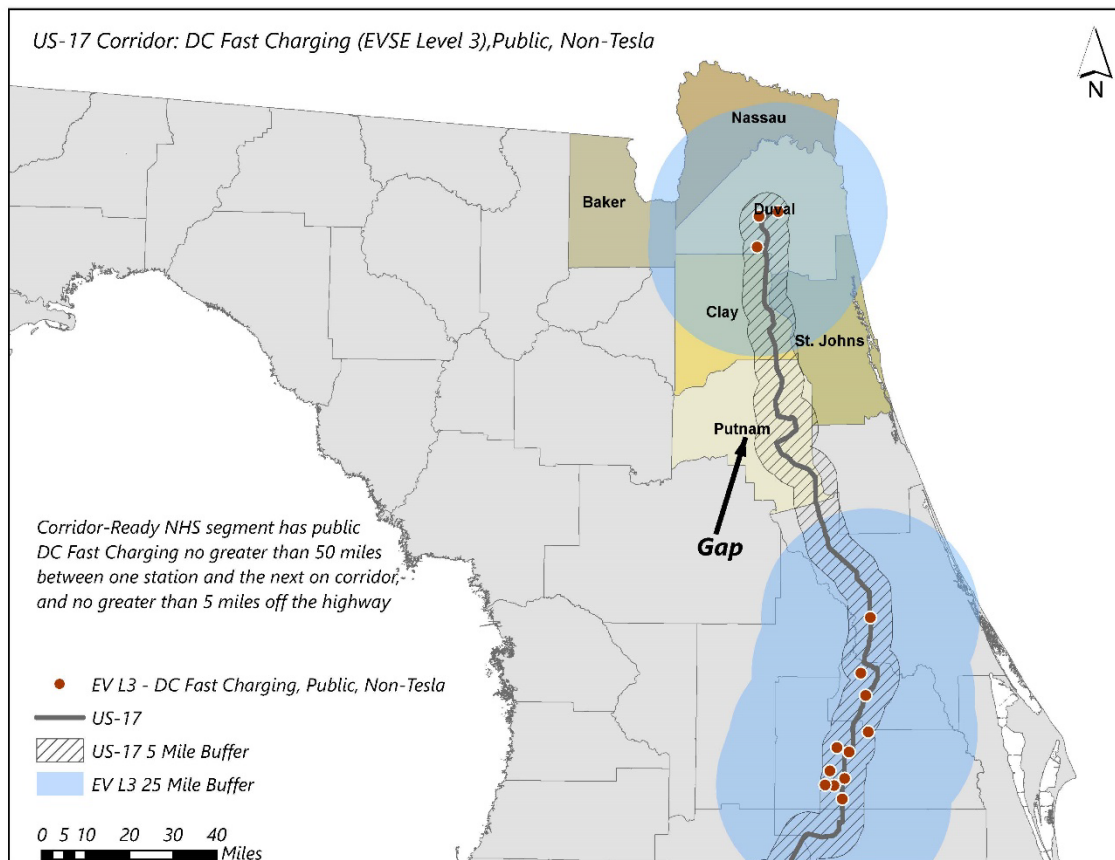 US-17 Corridor: DC Fast Charging (EVSE Level 3),Public, Non-Tesla
N
Nassau
Baker
Duval
Clay
St. Johns
Putnam
Gap
Corridor-Ready NHS segment has public
DC Fast Charging no greater than 50 miles
between one station and the next on corridor,
and no greater than 5 miles off the highway
EV L3 - DC Fast Charging, Public, Non-Tesla
US-17
US-17 5 Mile Buffer
EV L3 25 Mile Buffer
0 5 10 20 30 40
Miles